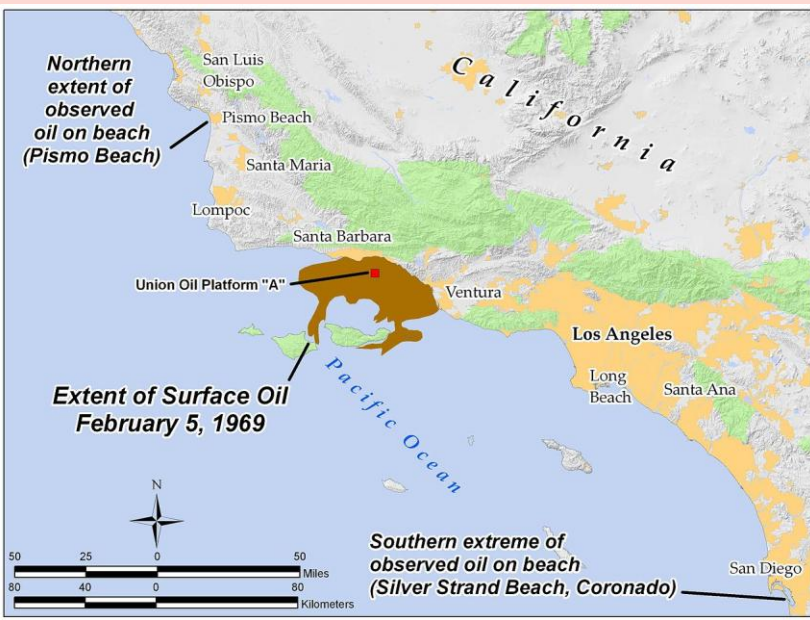 Northern
extent of
observed
oil on beach
(Pismo Beach)
San Luis
Obispo
California
Pismo Beach
Santa Maria
Lompoc
Santa Barbara
Union Oil Platform "A"
Ventura
Los Angeles
Long
Beach
Santa Ana
Extent of Surface Oil
February 5, 1969
Pacific Ocean
N
50 25 0 50
Miles
80 40 0 80
Kilometers
Southern extreme of
observed oil on beach
(Silver Strand Beach, Coronado)
San Diego